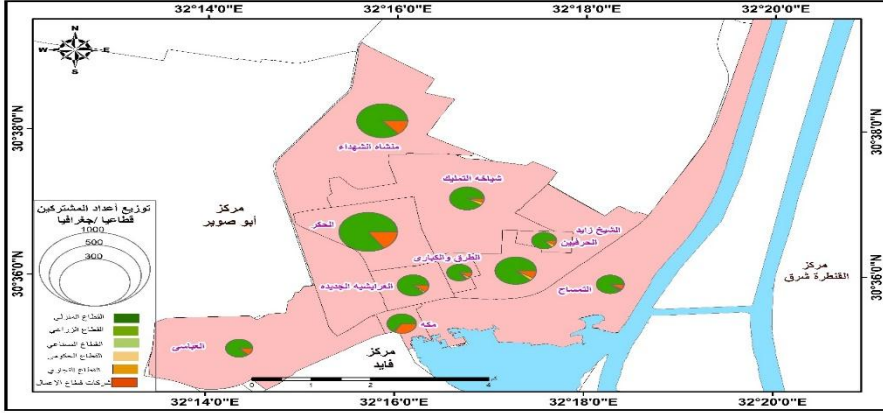 32°14'0"E 32°16'0"E 32°18'0"E 32°20'0"E
N
W E
S
30°38'0"N 30°38'0"N
منشاه الشهداء
شياخه التمليك
مركز
أبو صوير
الحكر
الشيخ زايد
الحرفيين
مركز
القنطرة شرق
توزيع أعداد المشتركين
قطاعيا /جغرافيا
1000
500
300
الطرق والكبارى
30°36'0"N 30°36'0"N
العرايشيه الجديده
التمساح
مكه
القطاع المنزلي
القطاع الزراعي
القطاع الصناعي
القطاع الحكومى
القطاع التجاري
شركات قطاع الاعمال
العباسى
مركز
فايد
0 1 2 4
32°14'0"E 32°16'0"E 32°18'0"E 32°20'0"E